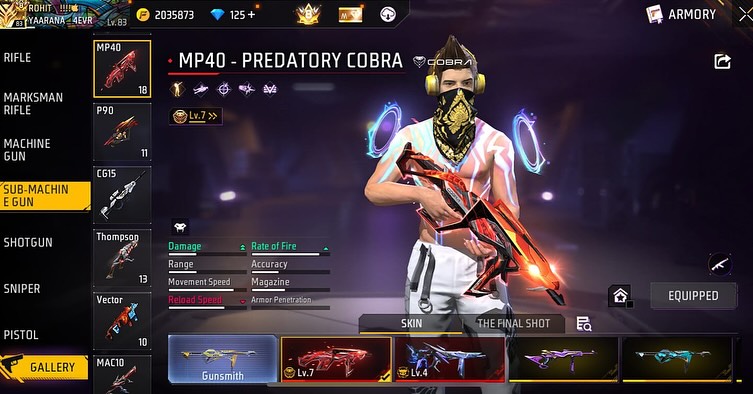 ROHIT !!!!
YAARANA_4EVR
83
Lv.83
2035873
125 +
ARMORY
RIFLE
MARKSMAN
RIFLE
MACHINE
GUN
SUB-MACHIN
E GUN
SHOTGUN
SNIPER
PISTOL
GALLERY
MP40
18
P90
11
CG15
Thompson
13
Vector
10
MAC10
MP40 - PREDATORY COBRA
COBRA
Lv.7 >>
Damage
Rate of Fire
Range
Accuracy
Movement Speed
Magazine
Reload Speed
Armor Penetration
EQUIPPED
SKIN
THE FINAL SHOT
Gunsmith
Lv.7
Lv.4